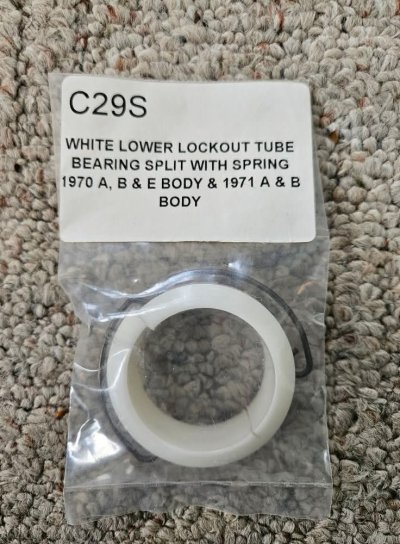 C29S
WHITE LOWER LOCKOUT TUBE
BEARING SPLIT WITH SPRING
1970 A, B & E BODY & 1971 A & B
BODY